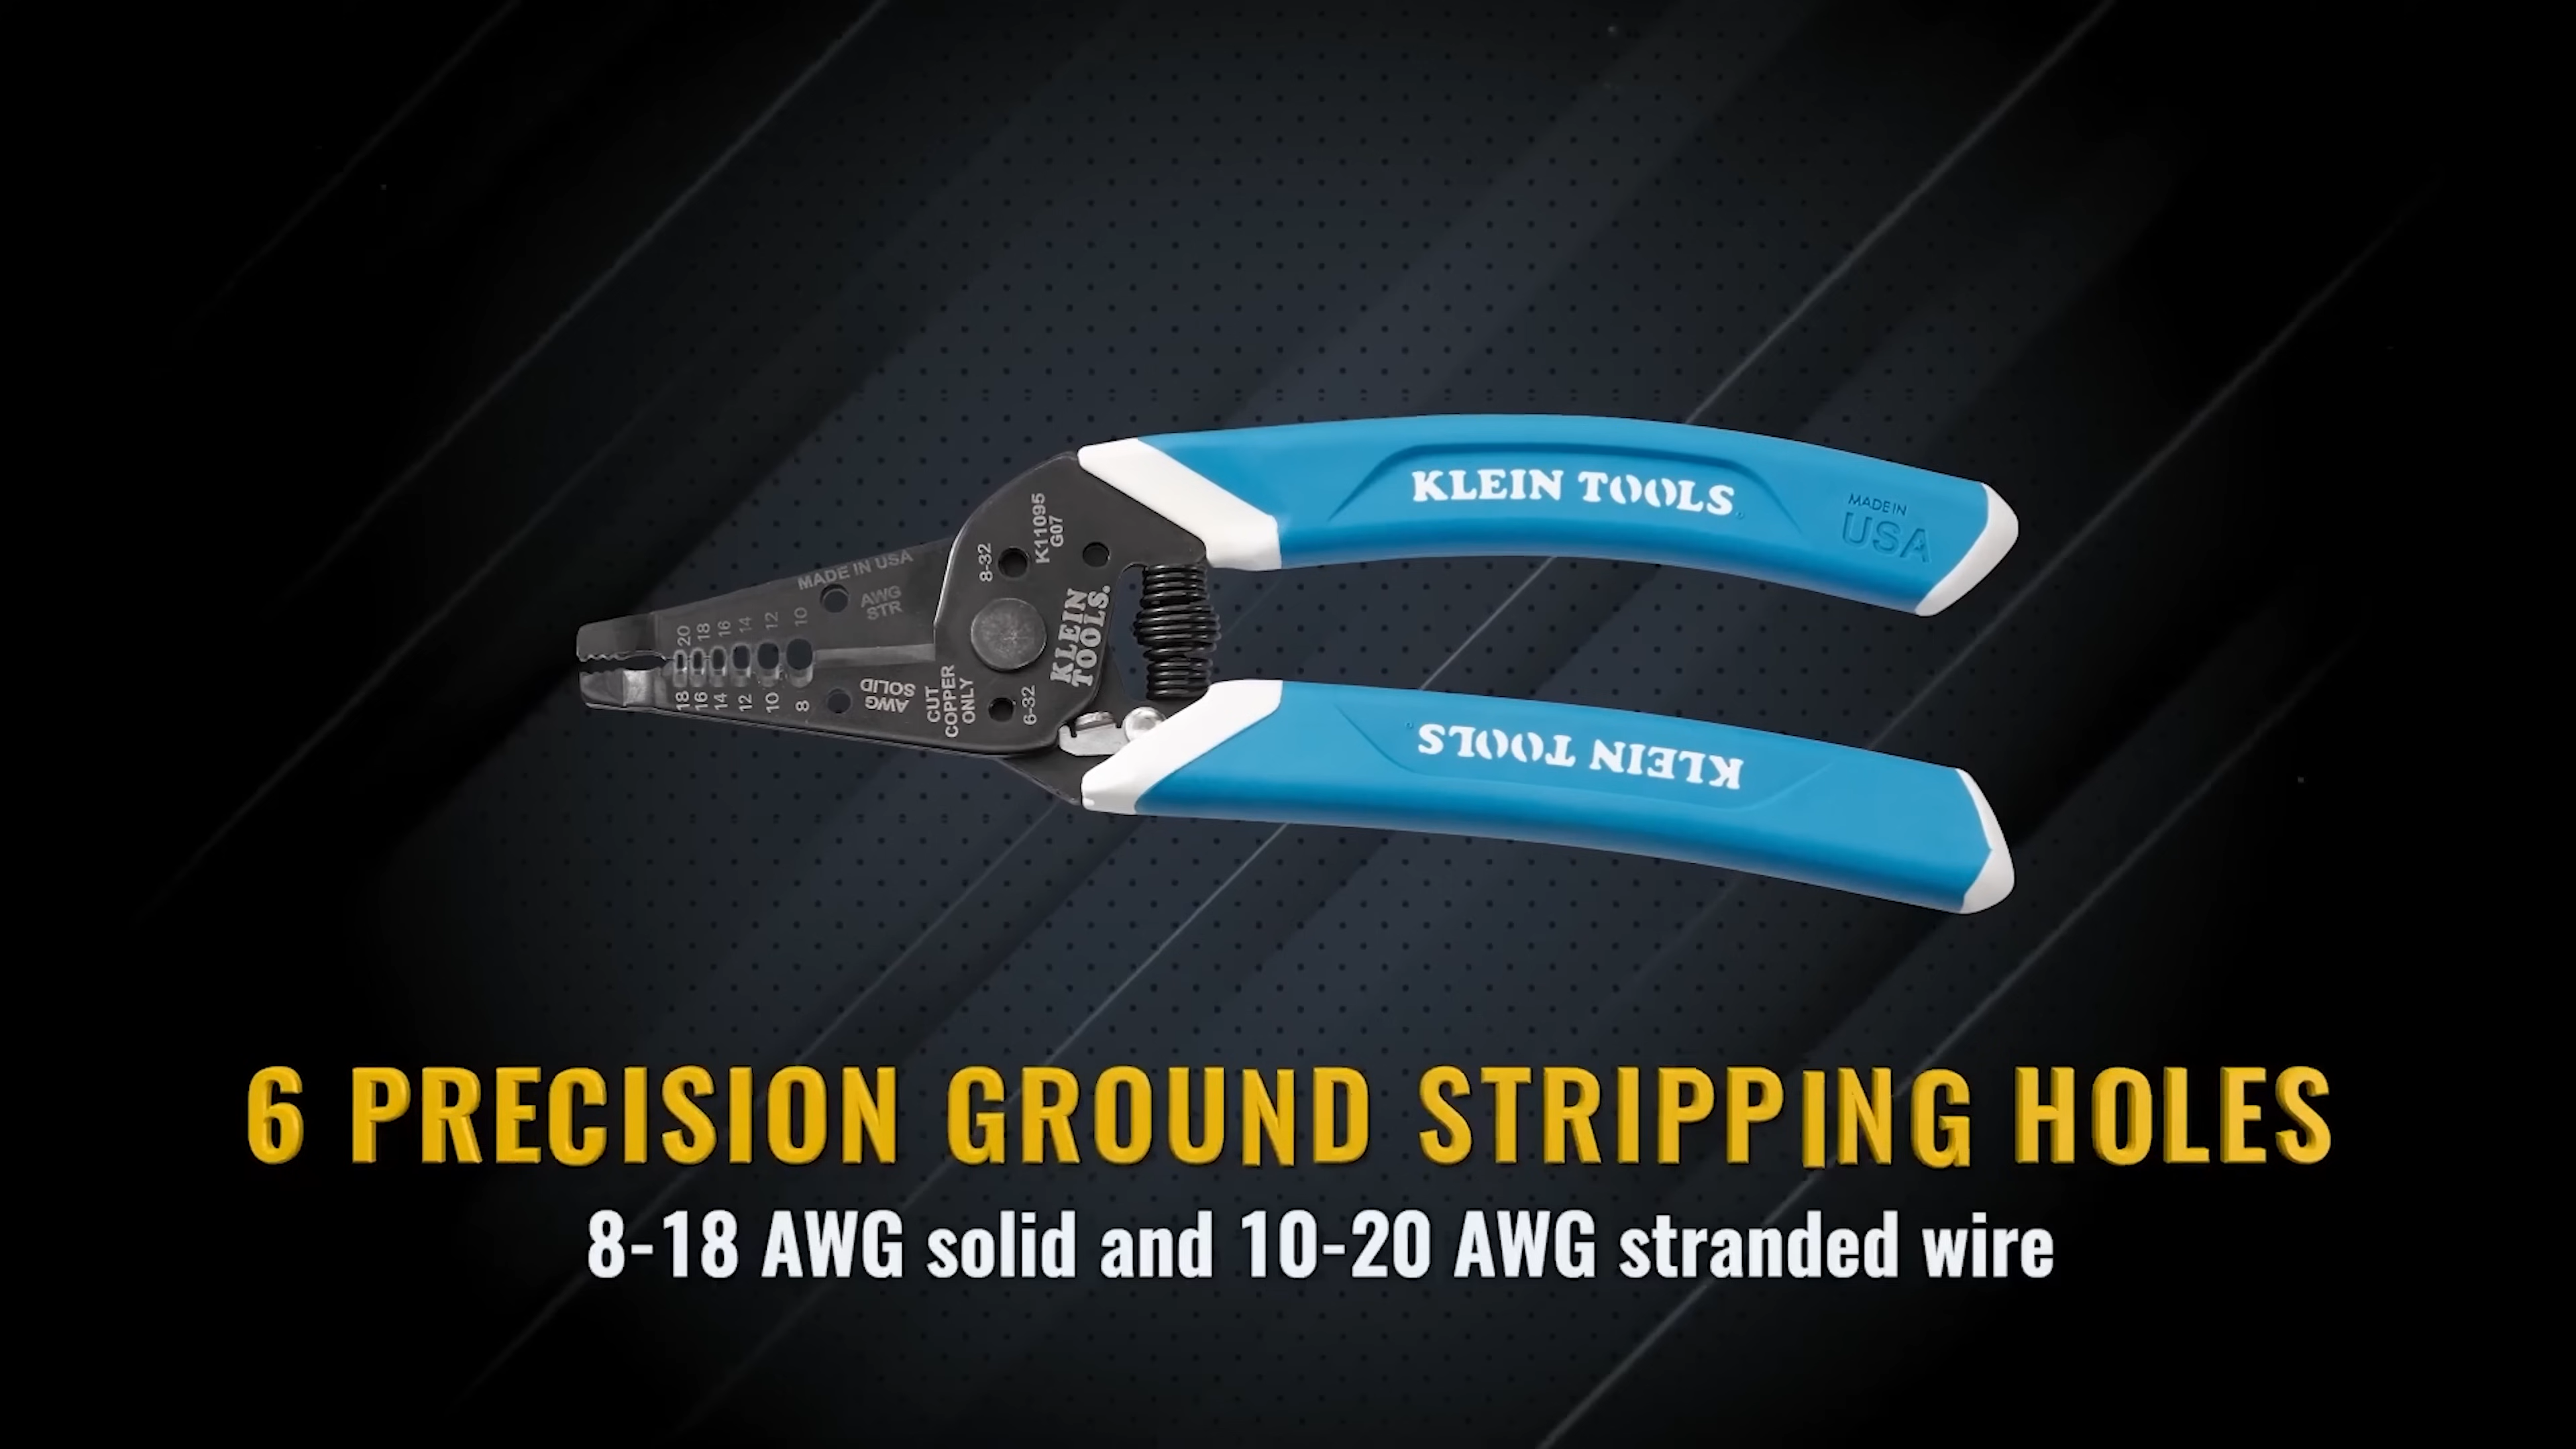 KLEIN TOOLS
MADE IN
USA
K11095
G07
8-32
MADE IN USA
AWG
STR
20 18 16 14 12 10
KLEIN
TOOLS®
18 16 14 12 10 8
AWG
SOLID
CUT
COPPER
ONLY
6-32
KLEIN TOOLS
6 PRECISION GROUND STRIPPING HOLES
8-18 AWG solid and 10-20 AWG stranded wire